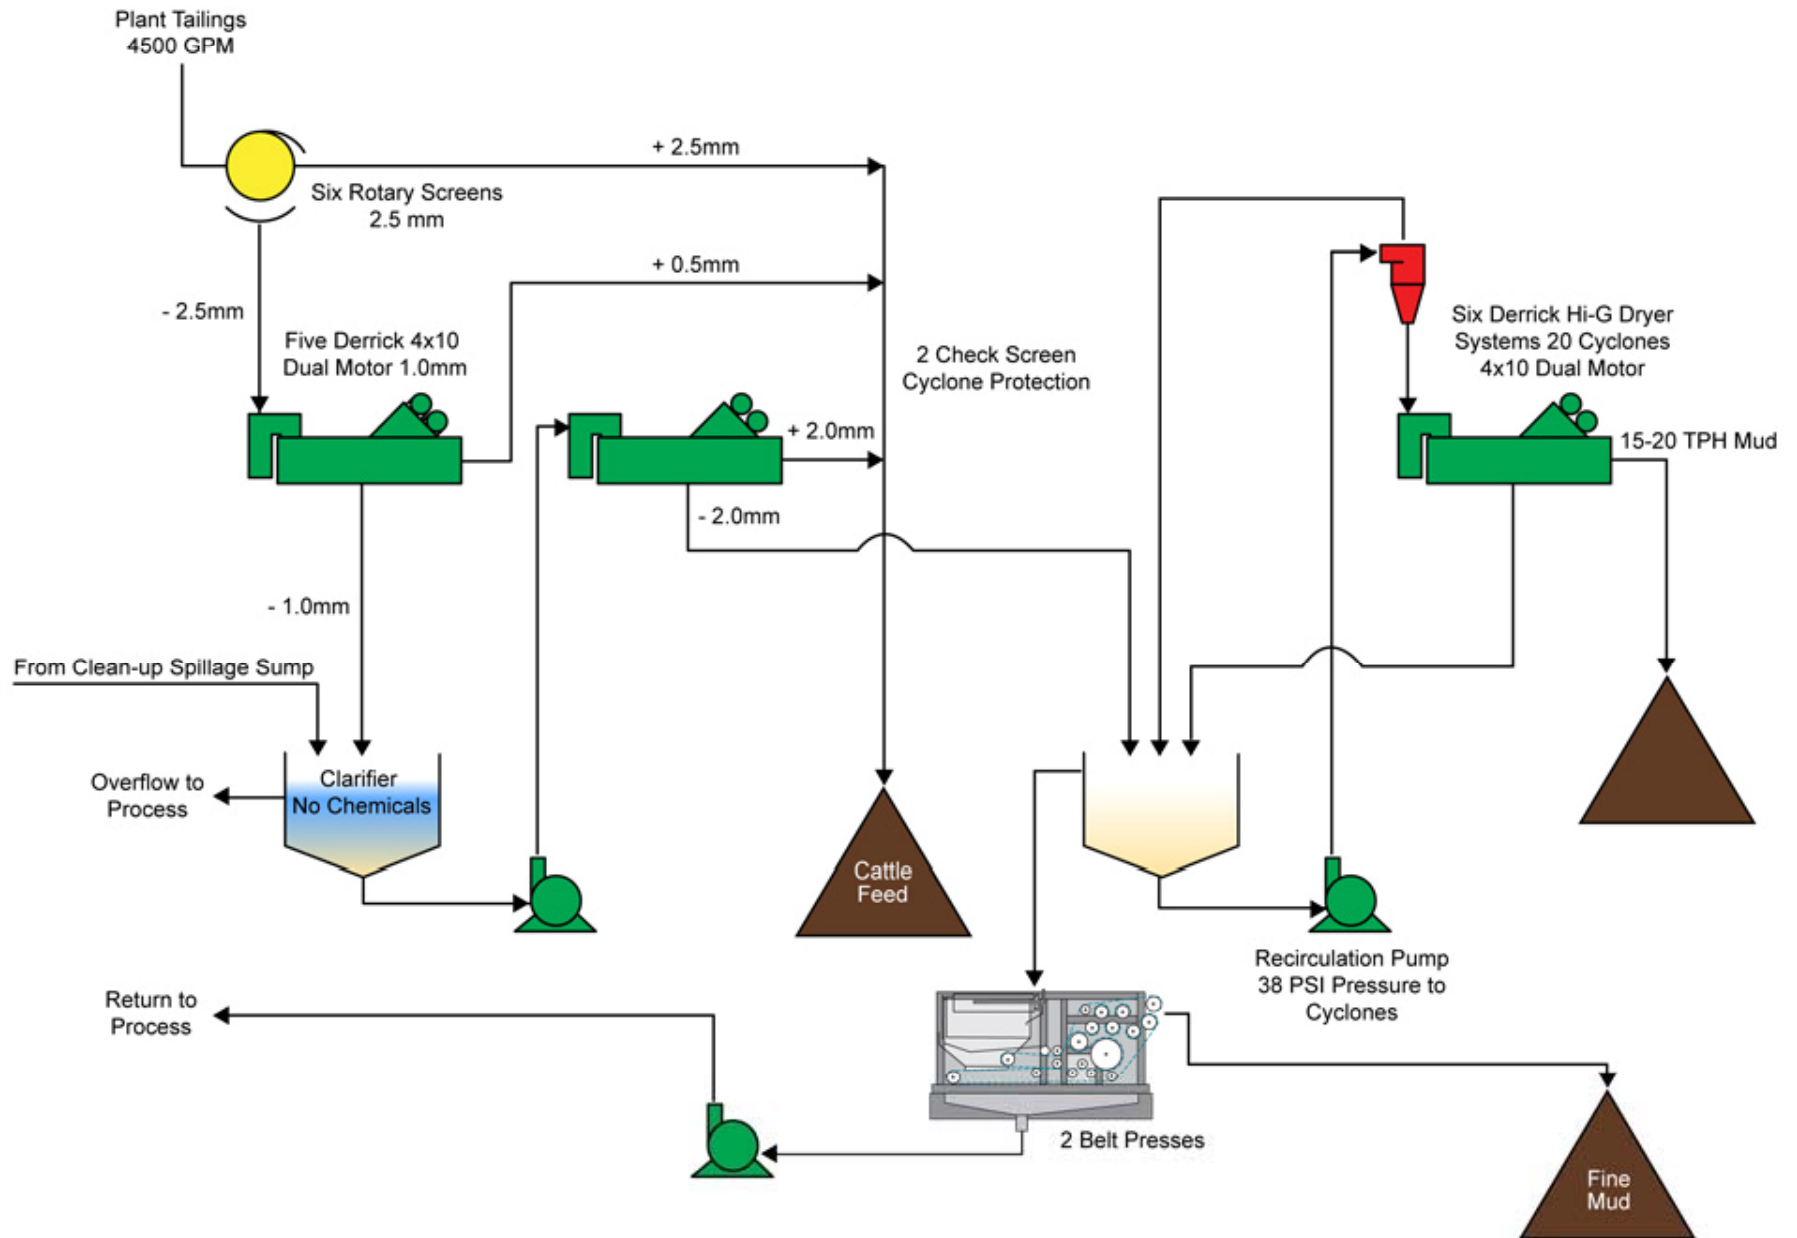 Plant Tailings
4500 GPM
+ 2.5mm
Six Rotary Screens
2.5 mm
+ 0.5mm
- 2.5mm
Five Derrick 4x10
Dual Motor 1.0mm
2 Check Screen
Cyclone Protection
Six Derrick Hi-G Dryer
Systems 20 Cyclones
4x10 Dual Motor
+ 2.0mm
15-20 TPH Mud
- 2.0mm
- 1.0mm
From Clean-up Spillage Sump
Overflow to
Process
Clarifier
No Chemicals
Cattle
Feed
Recirculation Pump
38 PSI Pressure to
Cyclones
Return to
Process
2 Belt Presses
Fine
Mud